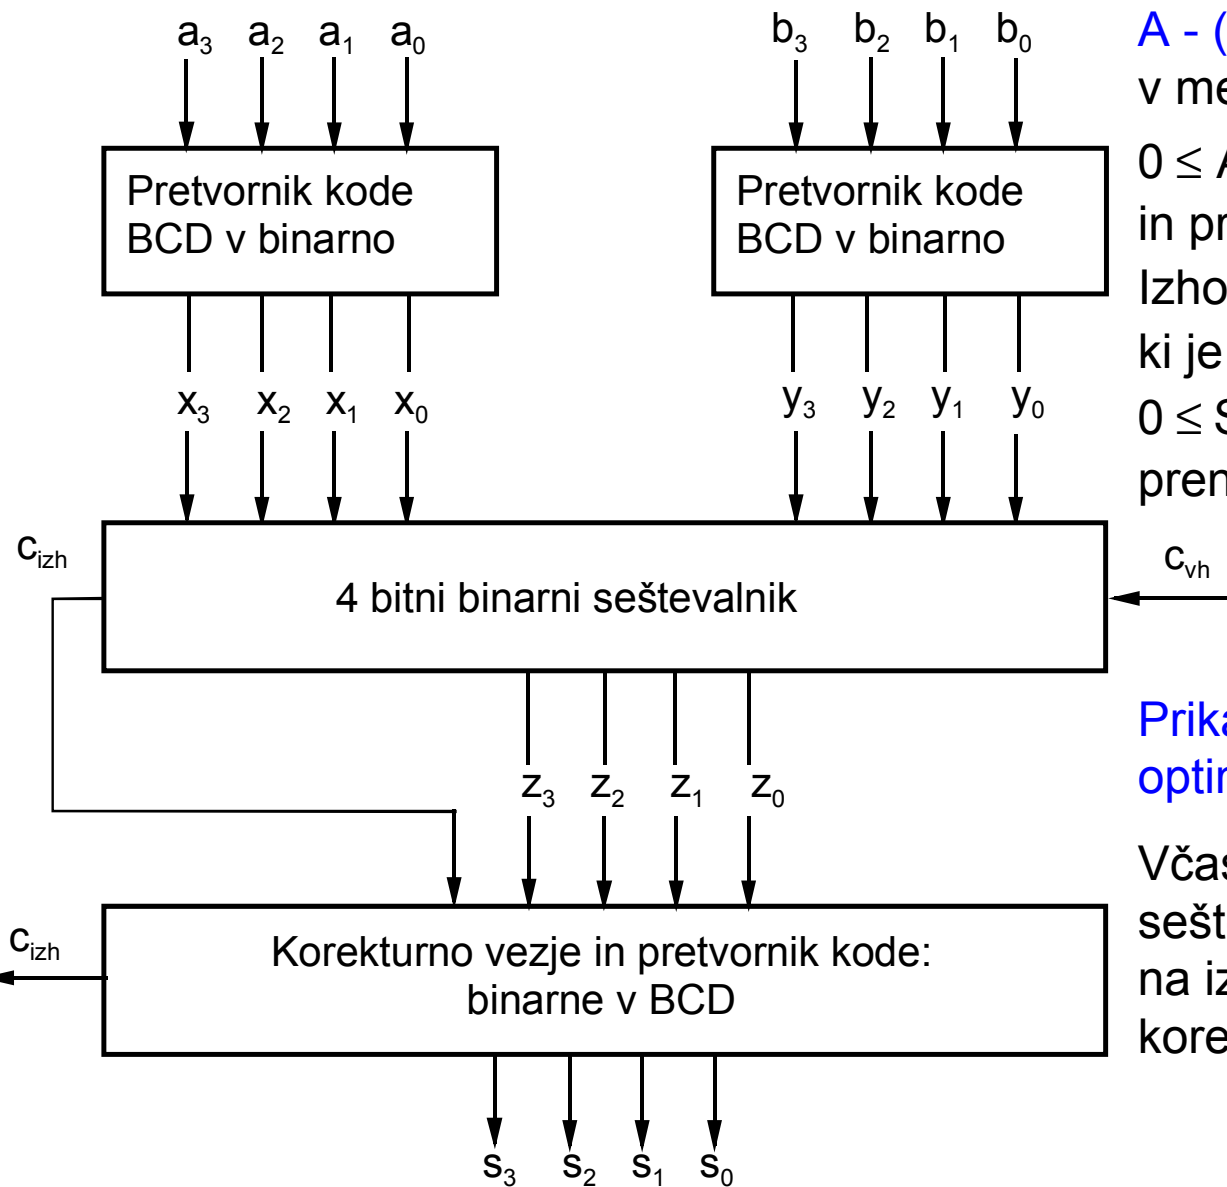 a3 a2 a1 a0
b3 b2 b1 b0
Pretvornik kode
BCD v binarno
Pretvornik kode
BCD v binarno
x3 x2 x1 x0
y3 y2 y1 y0
cizh
4 bitni binarni seštevalnik
cvh
z3 z2 z1 z0
cizh
Korekturno vezje in pretvornik kode:
binarne v BCD
s3 s2 s1 s0
A - (
v me
0 ≤ A
in pr
Izho
ki je
0 ≤ S
pren
Prika
optin
Včas
sešt
na iz
kore